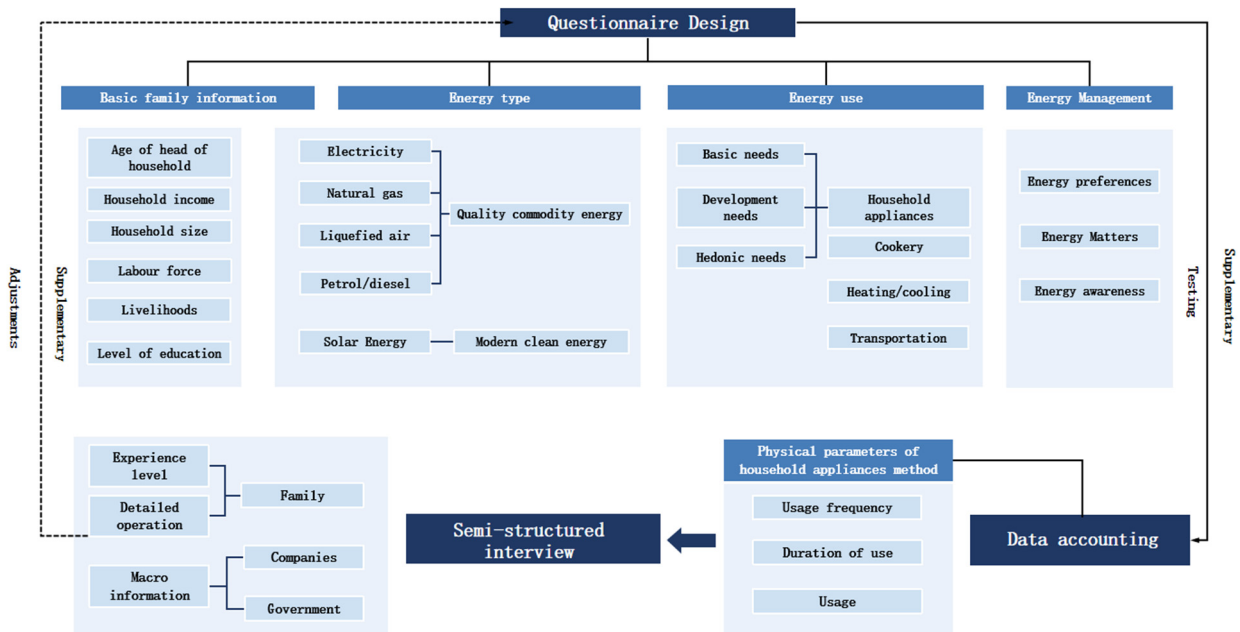 Questionnaire Design
Basic family information
Energy type
Energy use
Energy Management
Age of head of
household
Household income
Household size
Labour force
Livelihoods
Level of education
Electricity
Natural gas
Liquefied air
Petrol/diesel
Quality commodity energy
Solar Energy
Modern clean energy
Basic needs
Development
needs
Hedonic needs
Household
appliances
Cookery
Heating/cooling
Transportation
Energy preferences
Energy Matters
Energy awareness
Adjustments
Supplementary
Testing
Supplementary
Experience
level
Detailed
operation
Family
Macro
information
Companies
Government
Semi-structured
interview
Physical parameters of
household appliances method
Usage frequency
Duration of use
Usage
Data accounting